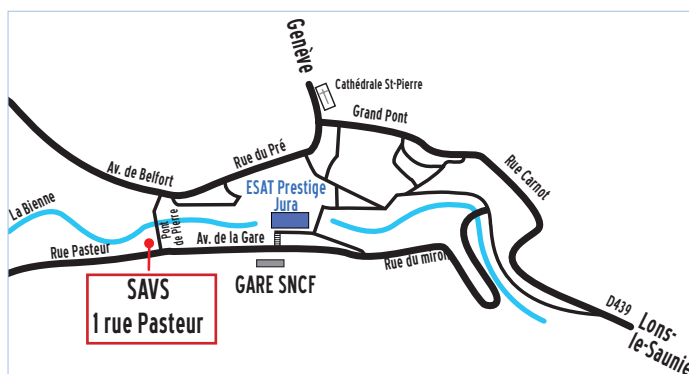 Genève
Cathédrale St-Pierre
Grand Pont
Rue du Pré
Rue Carnot
Av. de Belfort
ESAT Prestige
Jura
La Bienne
Pont
de Pierre
Av. de la Gare
Rue Pasteur
Rue du miroi
SAVS
1 rue Pasteur
GARE SNCF
D439
Lons-
le-Saunie